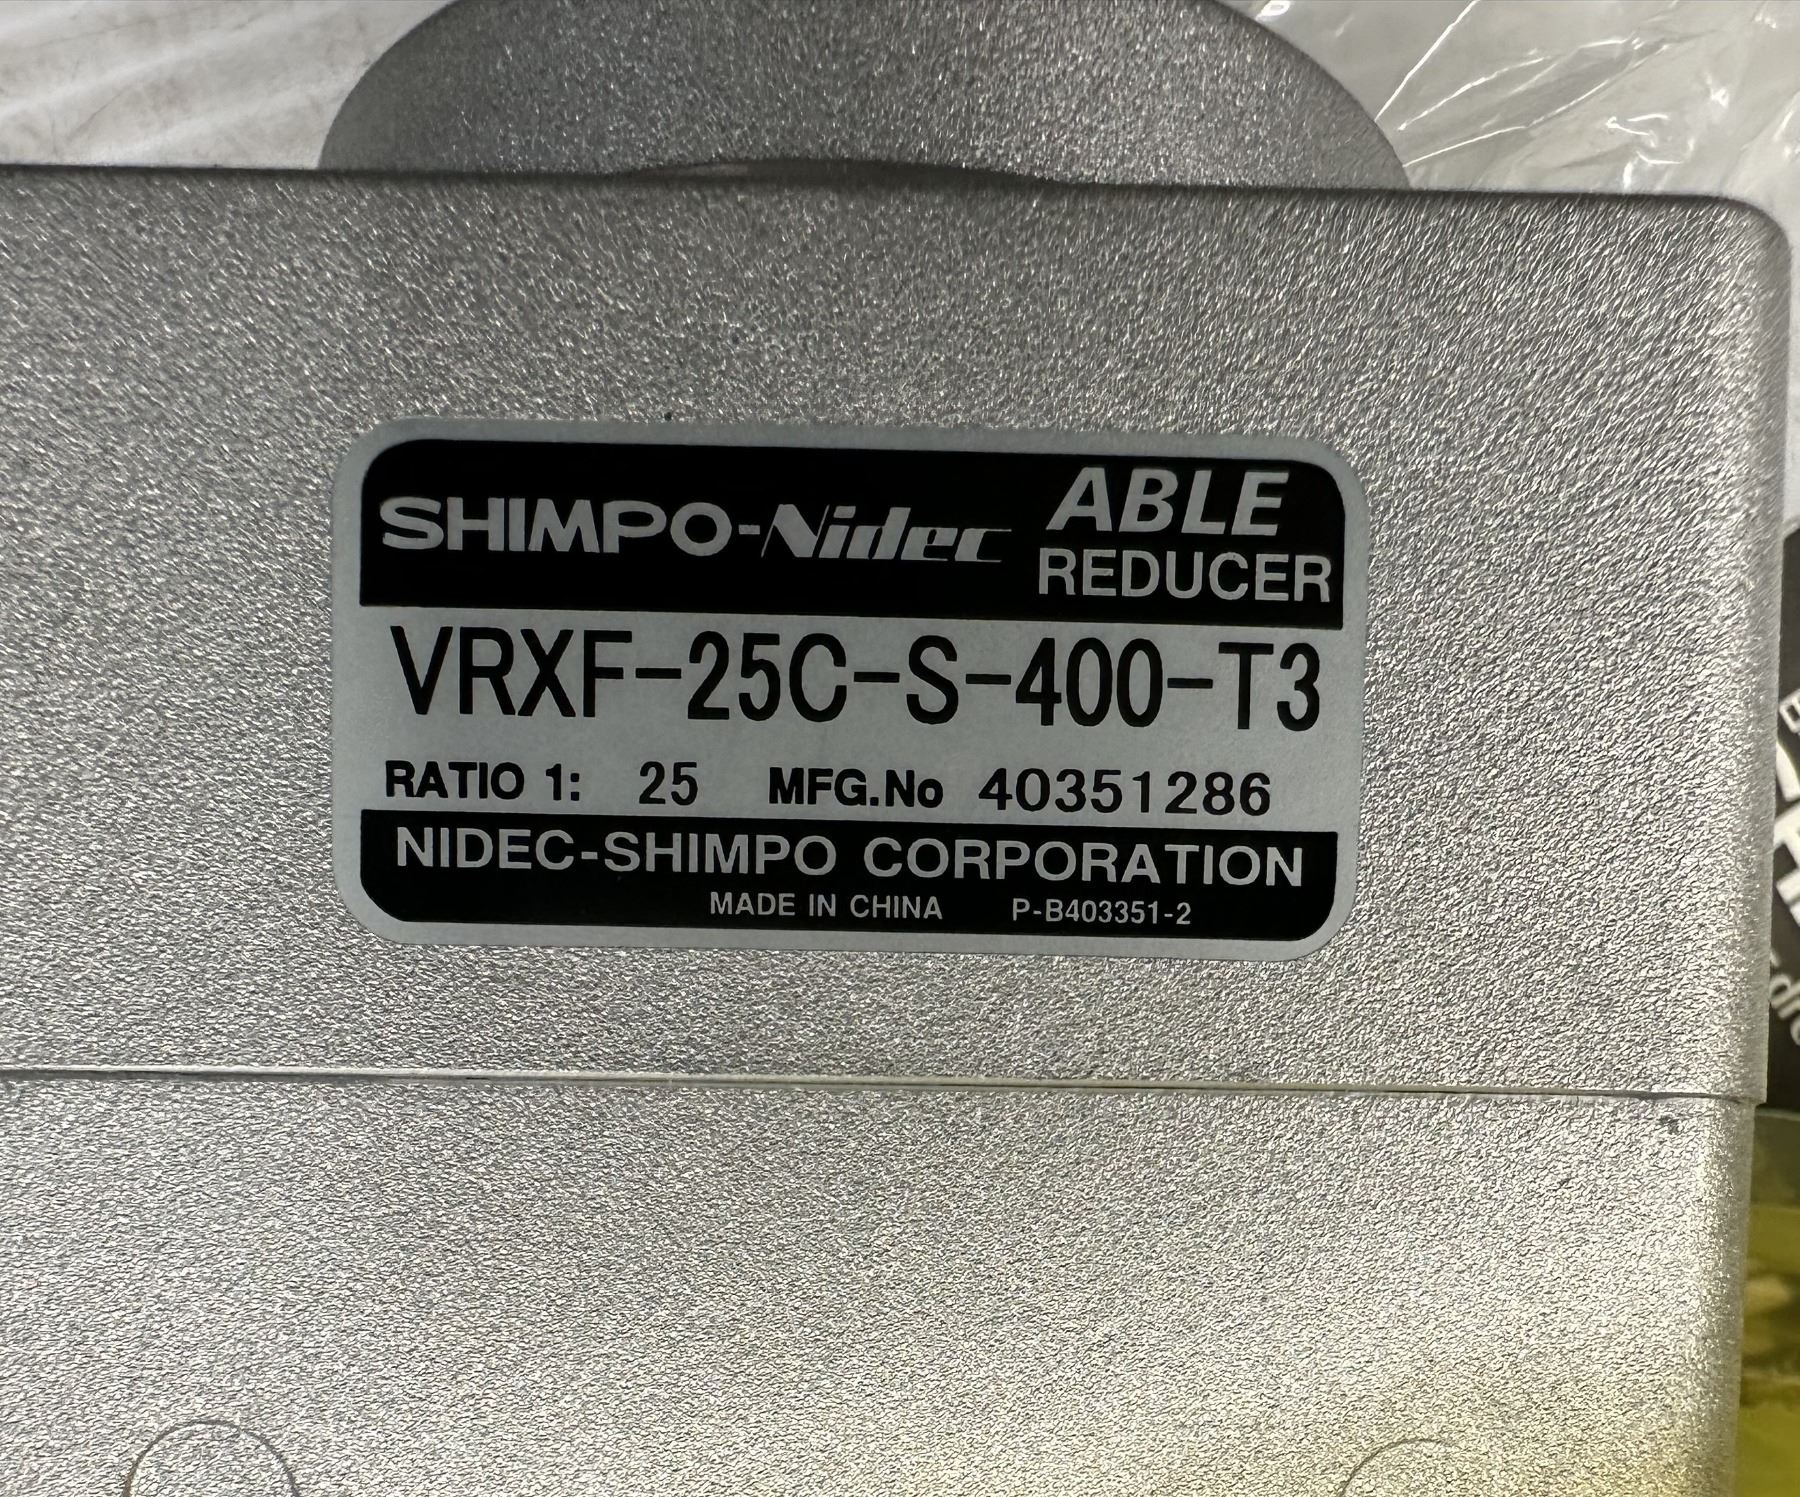 SHIMPO-Nidec ABLE
REDUCER
VRXF-25C-S-400-T3
RATIO 1: 25 MFG.No 40351286
NIDEC-SHIMPO CORPORATION
MADE IN CHINA P-B403351-2